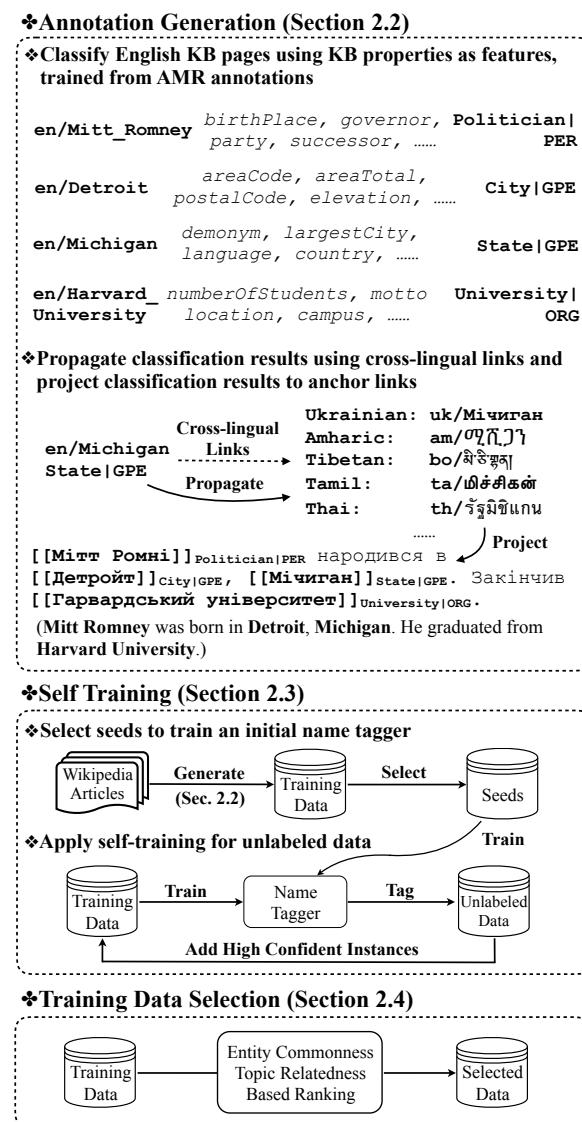 ✤Annotation Generation (Section 2.2)
❖Classify English KB pages using KB properties as features,
trained from AMR annotations
en/Mitt_Romney birthPlace, governor, party, successor, …… Politician|PER
en/Detroit areaCode, areaTotal, postalCode, elevation, …… City|GPE
en/Michigan demonym, largestCity, language, country, …… State|GPE
en/Harvard_University numberOfStudents, motto location, campus, …… University|ORG
❖Propagate classification results using cross-lingual links and
project classification results to anchor links
en/Michigan
State|GPE
Cross-lingual
Links
Propagate
Ukrainian: uk/Мічиган
Amharic: am/ሚሺጋን
Tibetan: bo/
Tamil: ta/மிச்சிகன்
Thai: th/รัฐมิชิแกน
……
Project
[[Мітт Ромні]]Politician|PER народився в
[[Детройт]]City|GPE, [[Мічиган]]State|GPE. Закінчив
[[Гарвардський університет]]University|ORG.
(Mitt Romney was born in Detroit, Michigan. He graduated from
Harvard University.)
✤Self Training (Section 2.3)
❖Select seeds to train an initial name tagger
Wikipedia
Articles
Generate
(Sec. 2.2)
Training
Data
Select
Seeds
❖Apply self-training for unlabeled data
Train
Training
Data
Train
Name
Tagger
Tag
Unlabeled
Data
Add High Confident Instances
✤Training Data Selection (Section 2.4)
Training
Data
Entity Commonness
Topic Relatedness
Based Ranking
Selected
Data